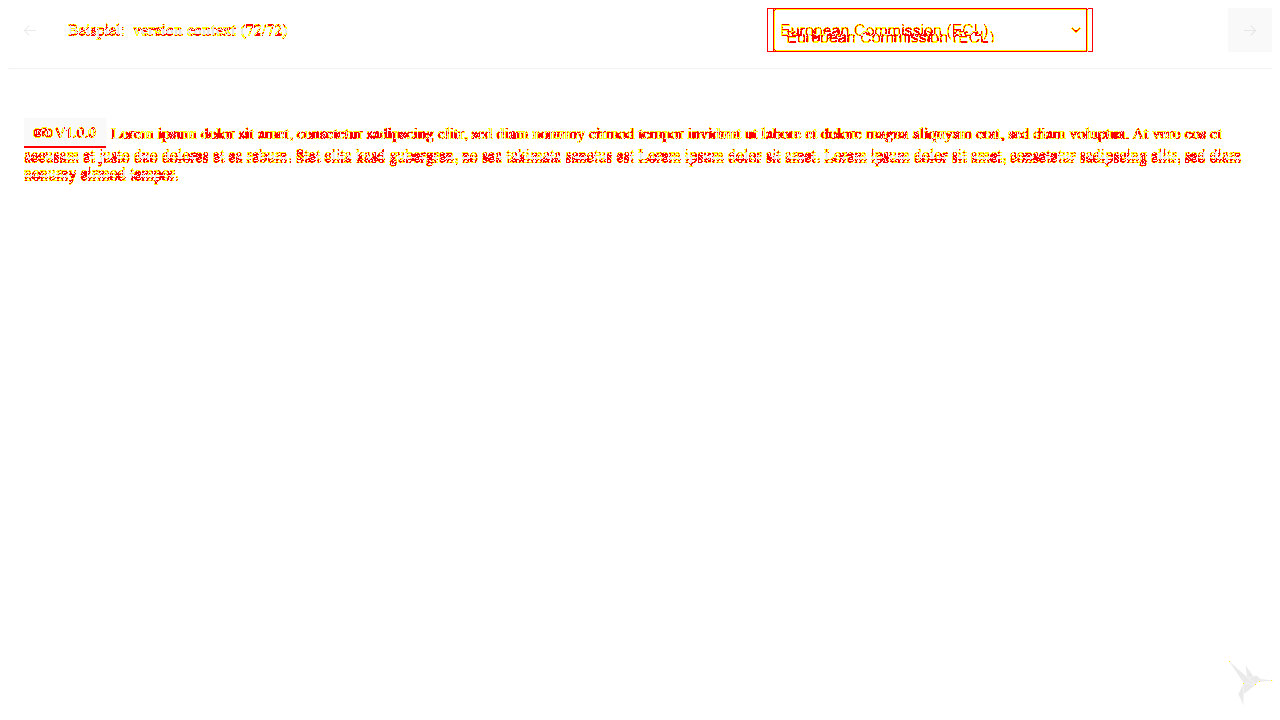 Beispiel: version context (72/72)
European Commission (ECL)
European Commission (ECL)
V1.0.0 Lorem ipsum dolor sit amet, consetetur sadipscing elitr, sed diam nonumy eirmod tempor invidunt ut labore et dolore magna aliquyam erat, sed diam voluptua. At vero eos et
accusam et justo duo dolores et ea rebum. Stet clita kasd gubergren, no sea takimata sanctus est Lorem ipsum dolor sit amet. Lorem ipsum dolor sit amet, consetetur sadipscing elitr, sed diam
nonumy eirmod tempor.